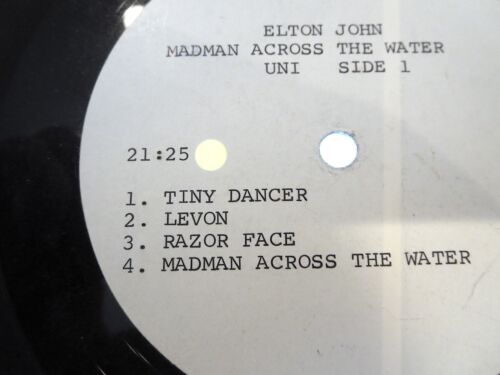 ELTON JOHN
MADMAN ACROSS THE WATER
UNI SIDE 1
21:25
1. TINY DANCER
2. LEVON
3. RAZOR FACE
4. MADMAN ACROSS THE WATER